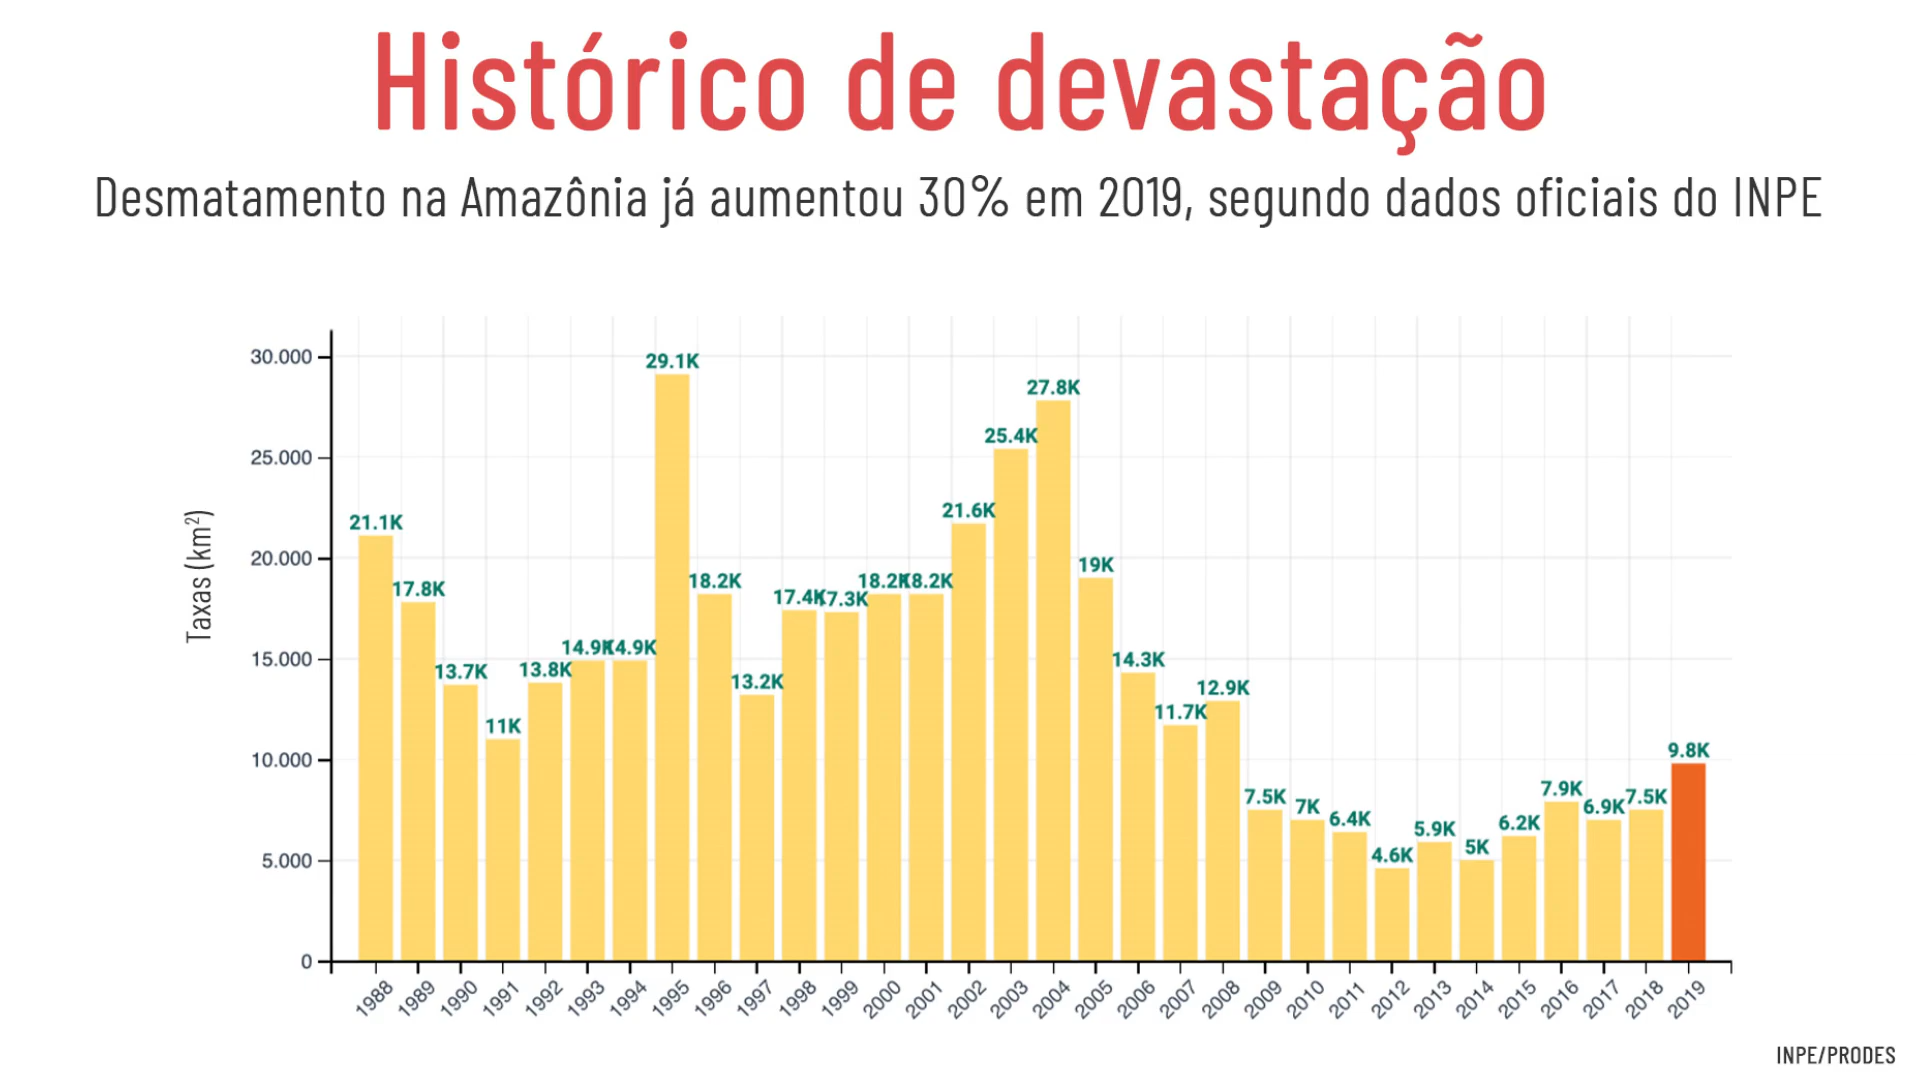 Histórico de devastação
Desmatamento na Amazônia já aumentou 30% em 2019, segundo dados oficiais do INPE
Taxas (km²)
30.000
25.000
20.000
15.000
10.000
5.000
0
21.1K
17.8K
13.7K
11K
13.8K
14.9K
14.9K
29.1K
18.2K
13.2K
17.4K
17.3K
18.2K
18.2K
21.6K
25.4K
27.8K
19K
14.3K
11.7K
12.9K
7.5K
7K
6.4K
4.6K
5.9K
5K
6.2K
7.9K
6.9K
7.5K
9.8K
1988
1989
1990
1991
1992
1993
1994
1995
1996
1997
1998
1999
2000
2001
2002
2003
2004
2005
2006
2007
2008
2009
2010
2011
2012
2013
2014
2015
2016
2017
2018
2019
INPE/PRODES